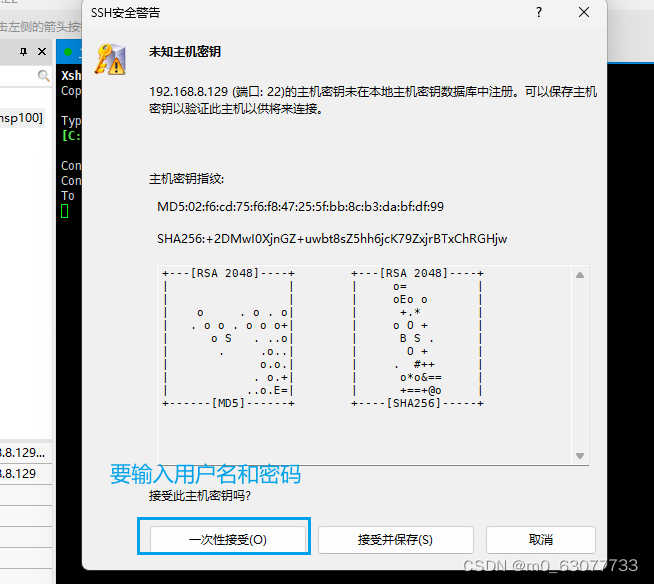 .22
SSH安全警告
?
击左侧的箭头按
未知主机密钥
192.168.8.129 (端口: 22)的主机密钥未在本地主机密钥数据库中注册。可以保存主机
密钥以验证此主机以供将来连接。
Xsh
Cop
nsp100]
Typ
[C:
Con
Con
To
主机密钥指纹:
MD5:02:f6:cd:75:f6:f8:47:25:5f:bb:8c:b3:da:bf:df:99
SHA256:+2DMwI0XjnGZ+uwbt8sZ5hh6jcK79ZxjrBTxChRGHjw
+---[RSA 2048]----+ +---[RSA 2048]----+
| | | o= |
| | | oEo o |
| o . o . o| | +.* |
| . o o . o o o+| | o O + |
| o S . ..o| | B S . |
| . .o..| | O + |
| o.o.| | . #++ |
| . o.+| | o*o&== |
| ..o.E=| | +==+@o |
+------[MD5]------+ +----[SHA256]-----+
8.8.129...
8.8.129
要输入用户名和密码
接受此主机密钥吗?
一次性接受(O) 接受并保存(S) 取消
CSDN @m0_63077733